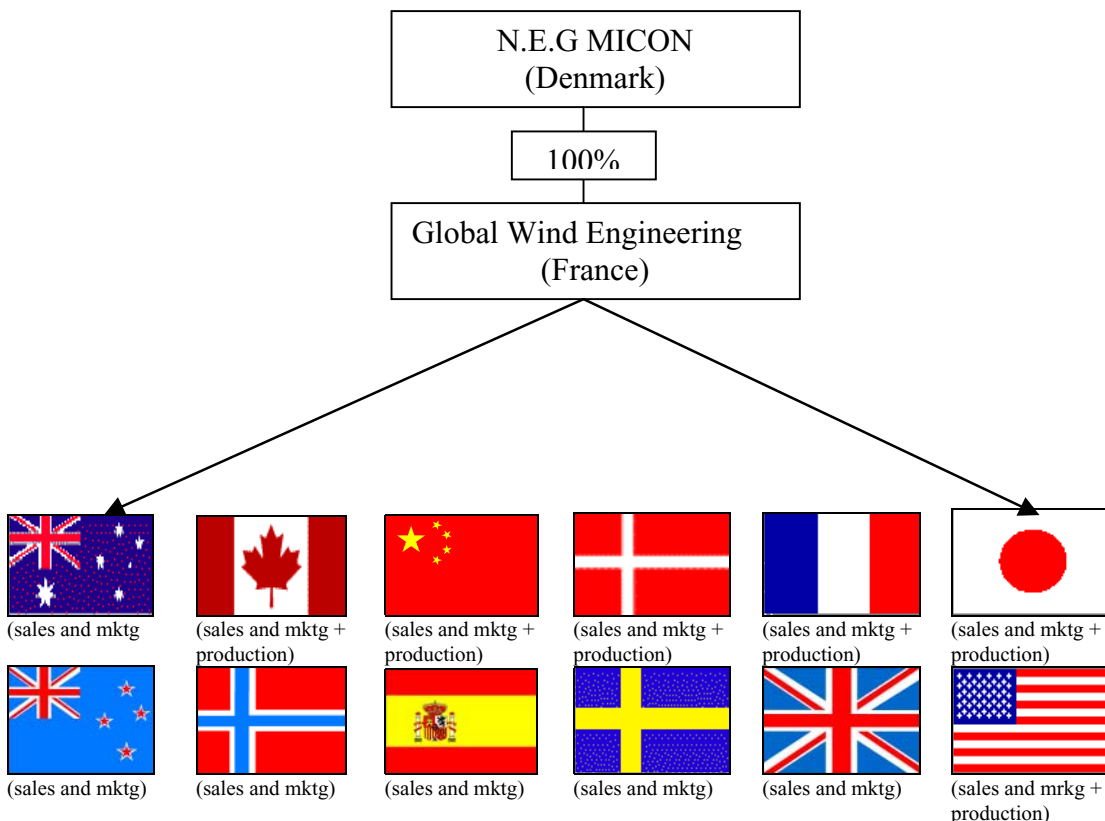 N.E.G MICON
(Denmark)
100%
Global Wind Engineering
(France)
(sales and mktg
(sales and mktg +
production)
(sales and mktg +
production)
(sales and mktg +
production)
(sales and mktg +
production)
(sales and mktg +
production)
(sales and mktg)
(sales and mktg)
(sales and mktg)
(sales and mktg)
(sales and mktg)
(sales and mrkg +
production)